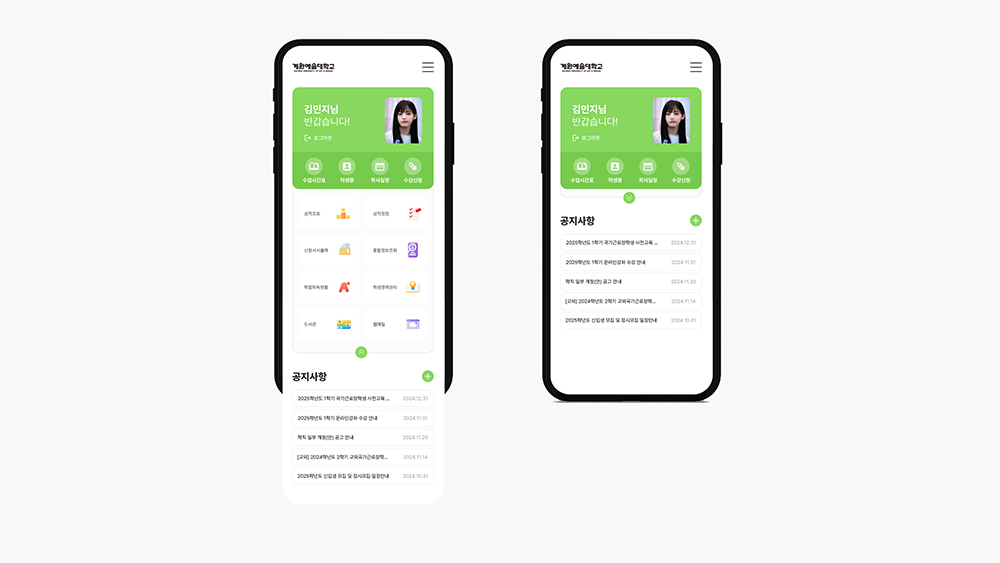 계원예술대학교
김민지님
반갑습니다!
로그아웃
수업시간표
학생증
학사일정
수강신청
성적조회
성적정정
신청서식출력
종합정보조회
학점취득현황
학생경력관리
도서관
웹메일
공지사항
2025학년도 1학기 국가근로장학생 사전교육 ...
2024.12.31
2025학년도 1학기 온라인강좌 수강 안내
2024.11.31
학칙 일부 개정(안) 공고 안내
2024.11.20
[교외] 2024학년도 2학기 교외국가근로장학...
2024.11.14
2025학년도 신입생 모집 및 정시모집 일정안내
2024.10.31
계원예술대학교
김민지님
반갑습니다!
로그아웃
수업시간표
학생증
학사일정
수강신청
공지사항
2025학년도 1학기 국가근로장학생 사전교육 ...
2024.12.31
2025학년도 1학기 온라인강좌 수강 안내
2024.11.31
학칙 일부 개정(안) 공고 안내
2024.11.20
[교외] 2024학년도 2학기 교외국가근로장학...
2024.11.14
2025학년도 신입생 모집 및 정시모집 일정안내
2024.10.31